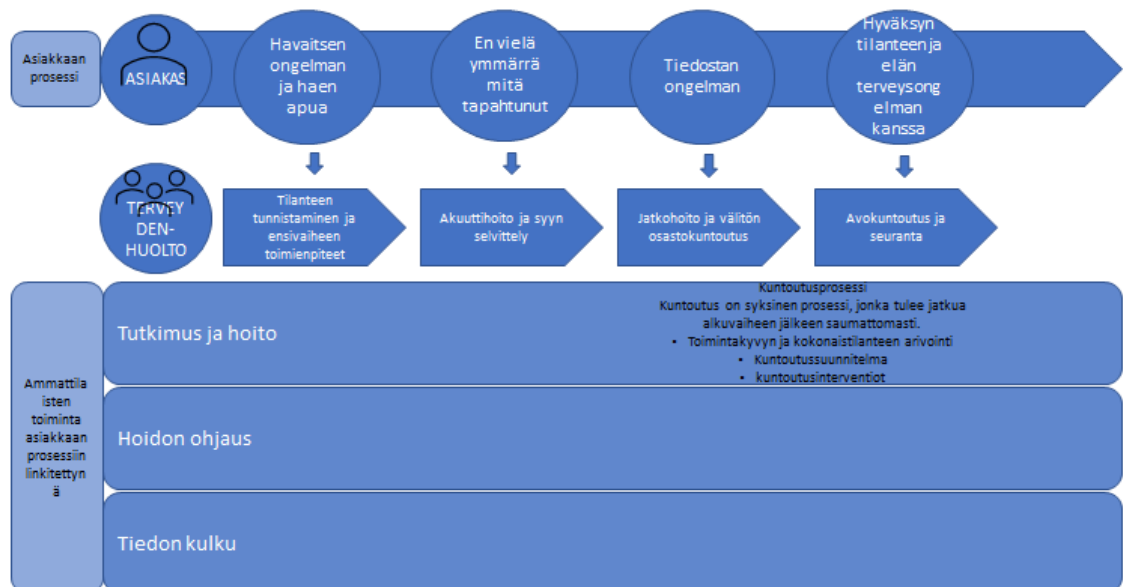 Asiakkaan
prosessi
ASIAKAS
Havaitsen
ongelman
ja haen
apua
En vielä
ymmärrä
mitä
tapahtunut
Tiedostan
ongelman
Hyväksyn
tilanteen ja
elän
terveysong
elman
kanssa
TERVEY
DEN-
HUOLTO
Tilanteen
tunnistaminen ja
ensivaiheen
toimienpiteet
Akuuttihoito ja syyn
selvittely
Jatkohoito ja välitön
osastokuntoutus
Avokuntoutus ja
seuranta
Ammattila
isten
toiminta
asiakkaan
prosessiin
linkitettyn
ä
Tutkimus ja hoito
Kuntoutusprosessi
Kuntoutus on syksinen prosessi, jonka tulee jatkua
alkuvaiheen jälkeen saumattomasti.
• Toimintakyvyn ja kokonaistilanteen arivointi
• Kuntoutussuunnitelma
• kuntoutusinterventiot
Hoidon ohjaus
Tiedon kulku